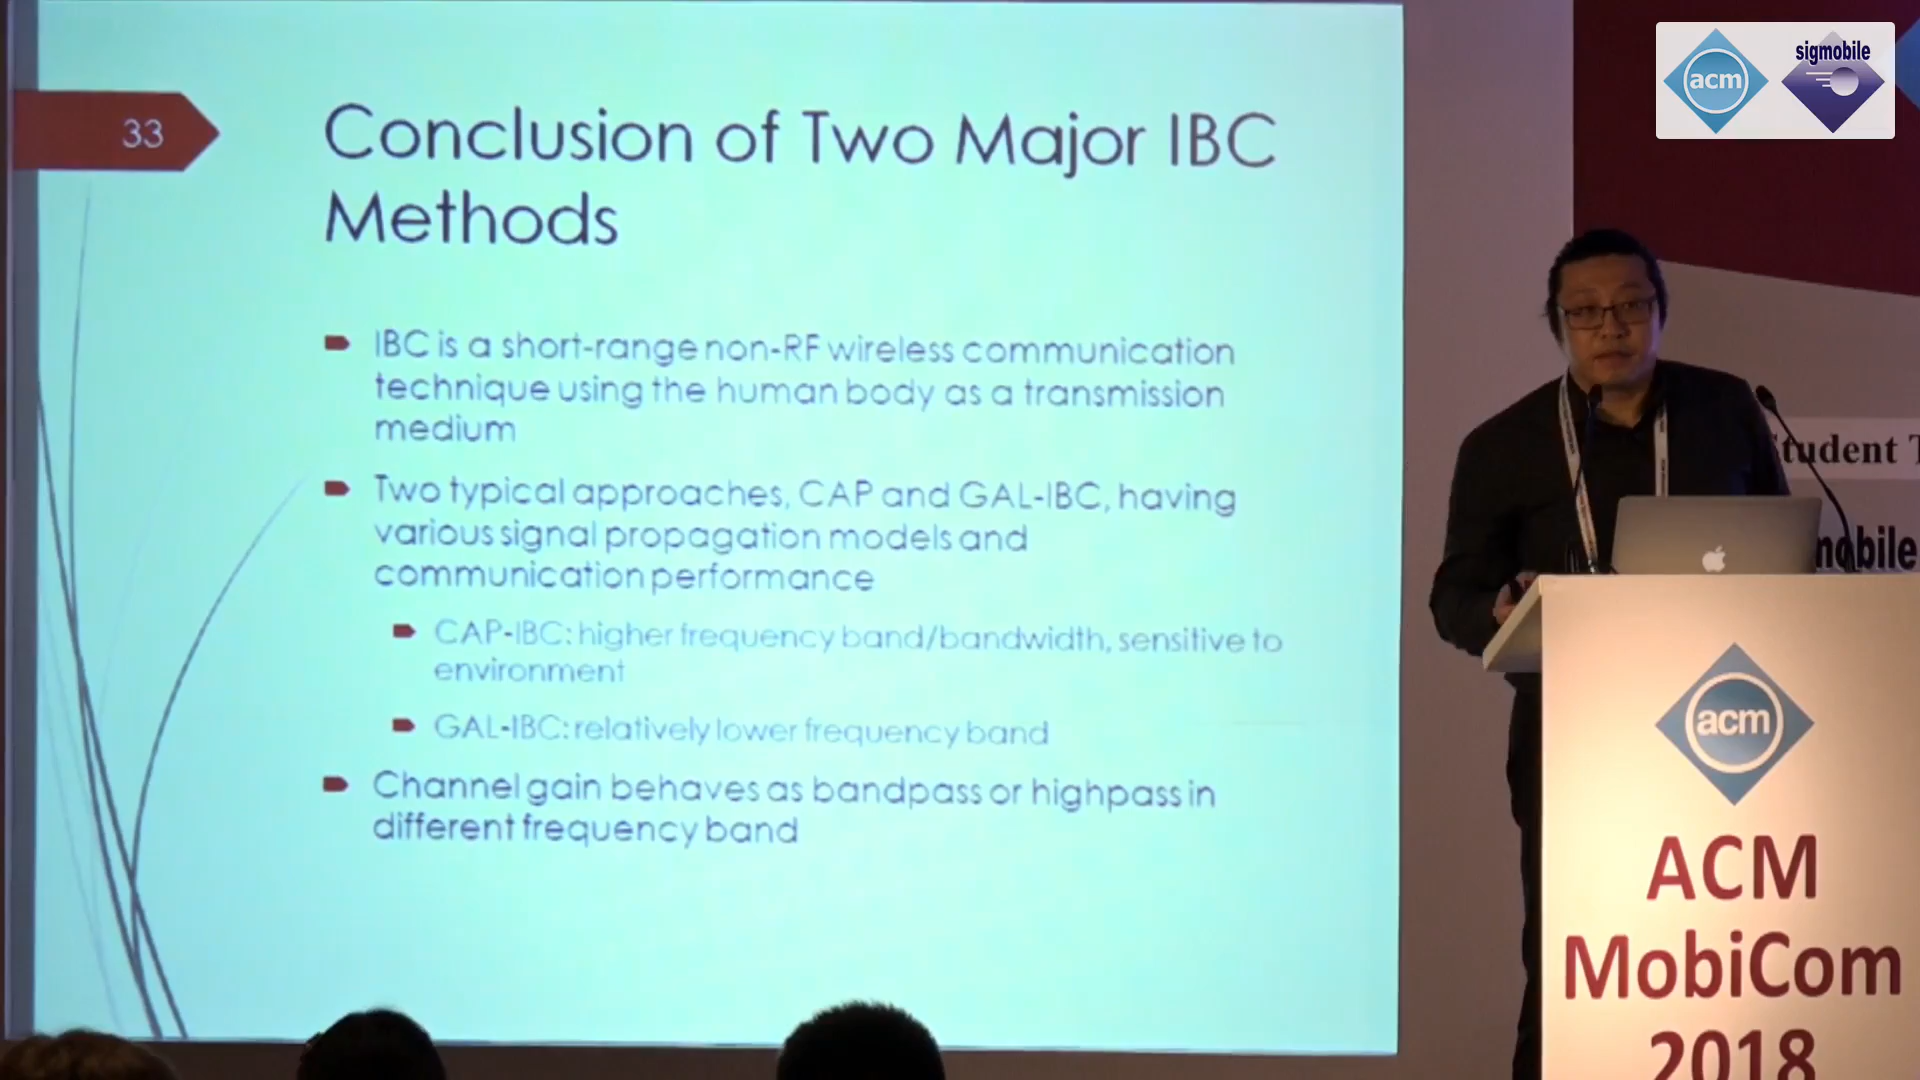 33
Conclusion of Two Major IBC
Methods
IBC is a short-range non-RF wireless communication
technique using the human body as a transmission
medium
Two typical approaches, CAP and GAL-IBC, having
various signal propagation models and
communication performance
CAP-IBC: higher frequency band/bandwidth, sensitive to
environment
GAL-IBC: relatively lower frequency band
Channel gain behaves as bandpass or highpass in
different frequency band
acm
sigmobile
Student
mobile
acm
ACM
MobiCom
2018